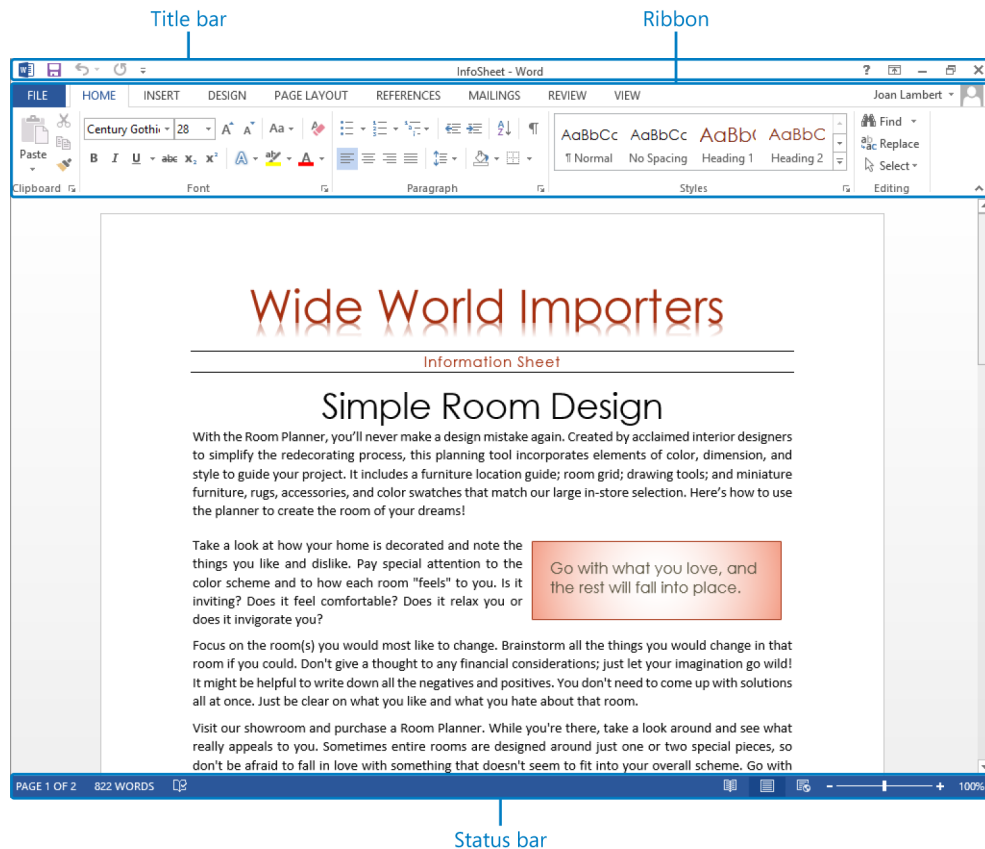 Title bar
Ribbon
InfoSheet - Word
?
FILE HOME INSERT DESIGN PAGE LAYOUT REFERENCES MAILINGS REVIEW VIEW Joan Lambert
Paste
Clipboard
Century Gothi 28 A A Aa
B I U abc X₂ X² A aby A
Font
Paragraph
AaBbCc AaBbCc AaBb( AaBbC
¶ Normal No Spacing Heading 1 Heading 2
Styles
Find
Replace
Select
Editing
Wide World Importers
Information Sheet
Simple Room Design
With the Room Planner, you'll never make a design mistake again. Created by acclaimed interior designers
to simplify the redecorating process, this planning tool incorporates elements of color, dimension, and
style to guide your project. It includes a furniture location guide; room grid; drawing tools; and miniature
furniture, rugs, accessories, and color swatches that match our large in-store selection. Here's how to use
the planner to create the room of your dreams!
Take a look at how your home is decorated and note the
things you like and dislike. Pay special attention to the
color scheme and to how each room "feels" to you. Is it
inviting? Does it feel comfortable? Does it relax you or
does it invigorate you?
Go with what you love, and
the rest will fall into place.
Focus on the room(s) you would most like to change. Brainstorm all the things you would change in that
room if you could. Don't give a thought to any financial considerations; just let your imagination go wild!
It might be helpful to write down all the negatives and positives. You don't need to come up with solutions
all at once. Just be clear on what you like and what you hate about that room.
Visit our showroom and purchase a Room Planner. While you're there, take a look around and see what
really appeals to you. Sometimes entire rooms are designed around just one or two special pieces, so
don't be afraid to fall in love with something that doesn't seem to fit into your overall scheme. Go with
PAGE 1 OF 2 822 WORDS 100%
Status bar